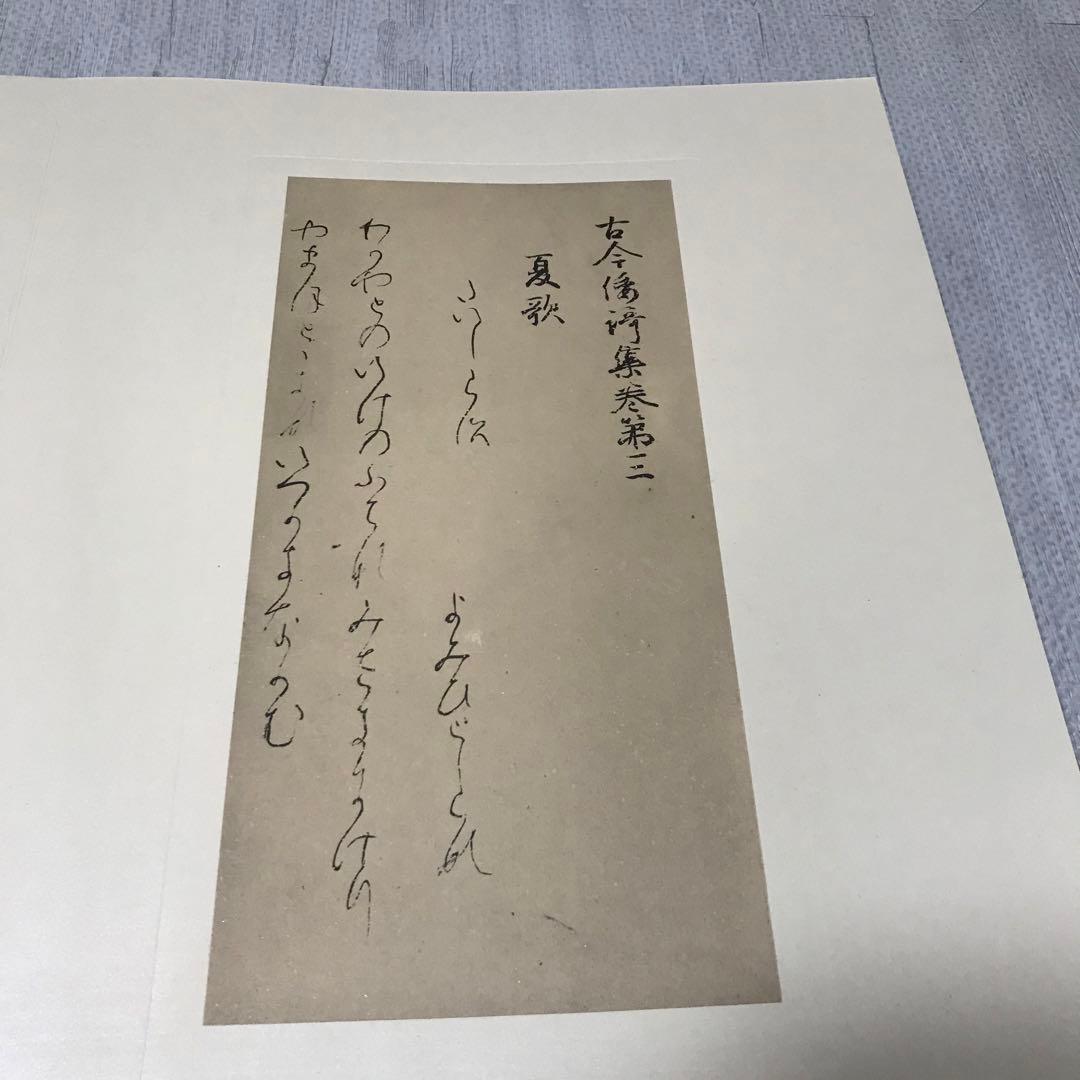 古今倭謌集巻第三
夏歌
たいしらす　よみひとしらす
わかやとのいけのふちなみさきにけり
やまほとゝきすいつかきなかむ